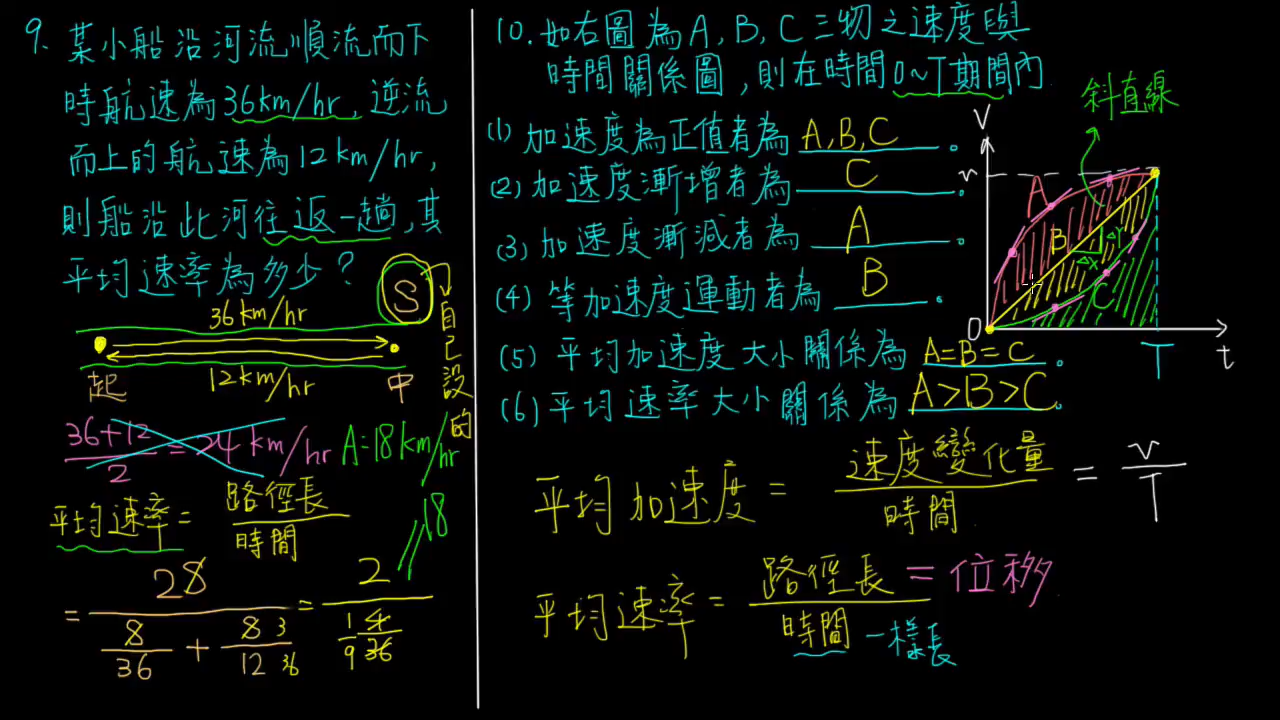 9. 某小船沿河流順流而下
時航速為36km/hr, 逆流
而上的航速為12km/hr,
則船沿此河往返一趟,其
平均速率為多少?
S
自己設的
36km/hr
12km/hr
起
中
36+12/2=24km/hr
A=18km/hr
平均速率=路徑長/時間
=2S/(S/36+S 3/12 36)=2/(1 4/9 36)
18
10. 如右圖為A,B,C三物之速度與
時間關係圖,則在時間0~T期間內
(1) 加速度為正值者為 A,B,C。
(2) 加速度漸增者為 C。
(3) 加速度漸減者為 A。
(4) 等加速度運動者為 B。
(5) 平均加速度大小關係為 A=B=C。
(6) 平均速率大小關係為 A>B>C。
斜直線
V
v
A
B
C
ΔY
ΔX
0
T
t
平均加速度=速度變化量/時間=v/T
平均速率=路徑長/時間=位移
一樣長